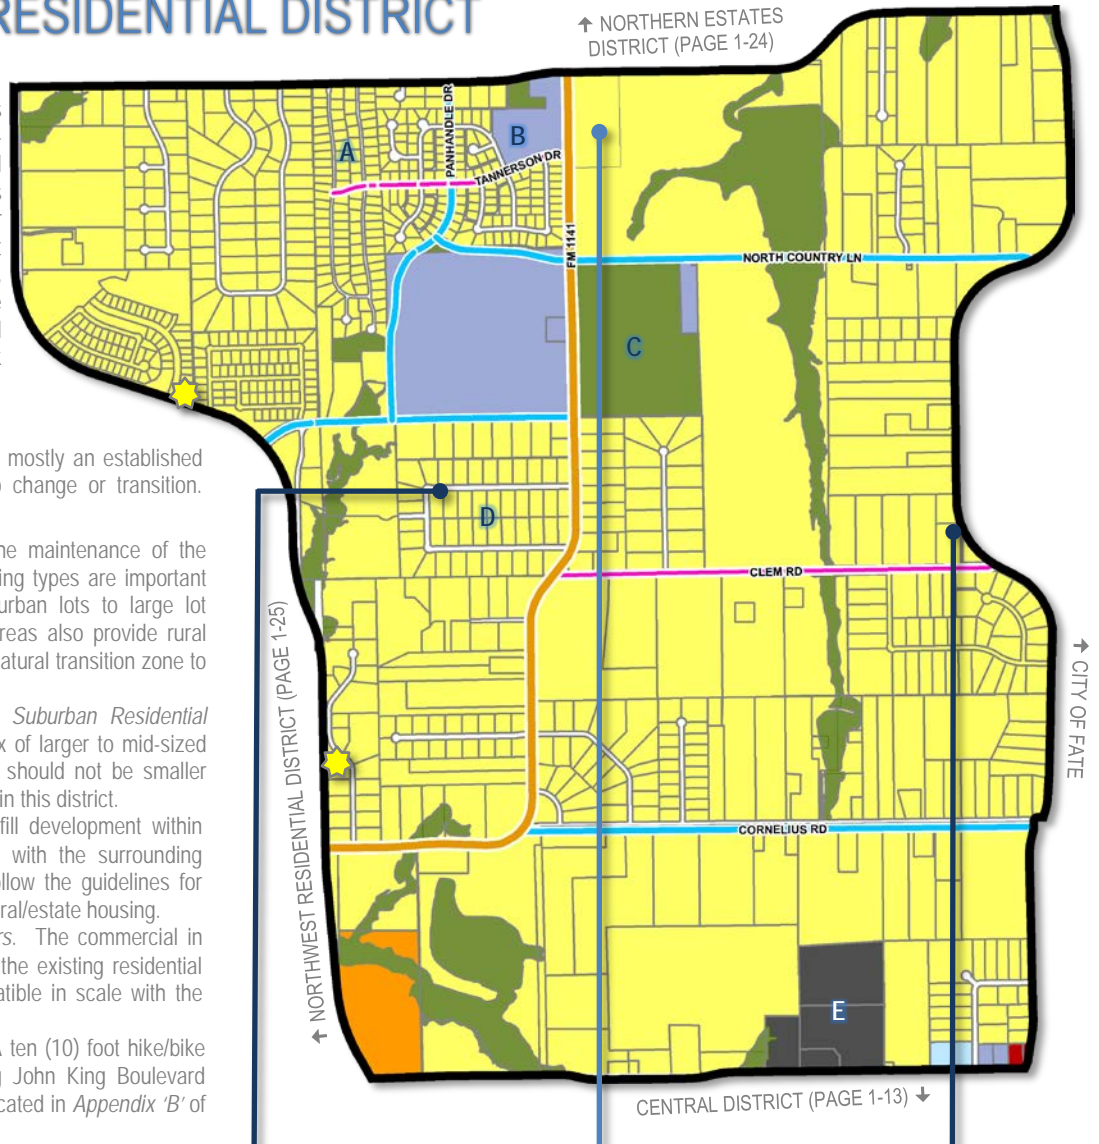 RESIDENTIAL DISTRICT
↑ NORTHERN ESTATES
DISTRICT (PAGE 1-24)
PANHANDLE DR
A
B
TANNERSON DR
FM 1141
NORTH COUNTRY LN
C
mostly an established
change or transition.
D
CLEM RD
he maintenance of the
ing types are important
urban lots to large lot
reas also provide rural
natural transition zone to
Suburban Residential
x of larger to mid-sized
should not be smaller
in this district.
fill development within
with the surrounding
ollow the guidelines for
ral/estate housing.
rs. The commercial in
the existing residential
atible in scale with the
A ten (10) foot hike/bike
g John King Boulevard
cated in Appendix ‘B’ of
↑ NORTHWEST RESIDENTIAL DISTRICT (PAGE 1-25)
↑ CITY OF FATE
CORNELIUS RD
E
CENTRAL DISTRICT (PAGE 1-13) ↓